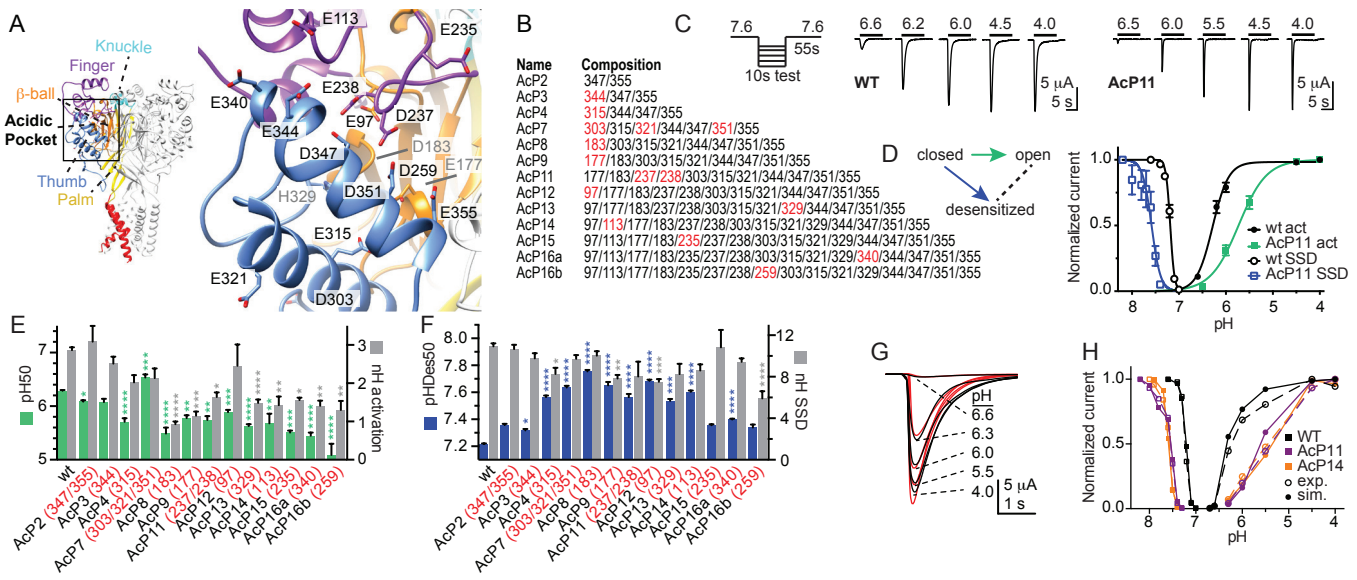 A
Knuckle
Finger
β-ball
Acidic
Pocket
Thumb
Palm
E113
E235
E238
E340
E97
D237
E344
D183
D347
E177
D259
H329
D351
E355
E315
E321
D303
B
Name Composition
AcP2 347/355
AcP3 344/347/355
AcP4 315/344/347/355
AcP7 303/315/321/344/347/351/355
AcP8 183/303/315/321/344/347/351/355
AcP9 177/183/303/315/321/344/347/351/355
AcP11 177/183/237/238/303/315/321/344/347/351/355
AcP12 97/177/183/237/238/303/315/321/344/347/351/355
AcP13 97/177/183/237/238/303/315/321/329/344/347/351/355
AcP14 97/113/177/183/237/238/303/315/321/329/344/347/351/355
AcP15 97/113/177/183/235/237/238/303/315/321/329/344/347/351/355
AcP16a 97/113/177/183/235/237/238/303/315/321/329/340/344/347/351/355
AcP16b 97/113/177/183/235/237/238/259/303/315/321/329/344/347/351/355
C
7.6 7.6
55s
10s test
6.6 6.2 6.0 4.5 4.0
WT
5 µA
5 s
6.5 6.0 5.5 4.5 4.0
AcP11
5 µA
5 s
D
closed open
desensitized
Normalized current
1.0
0.5
0.0
8 7 6 5 4
pH
wt act
AcP11 act
wt SSD
AcP11 SSD
E
pH50
7
6
5
3
2
1
0
nH activation
wt
AcP2 (347/355)
AcP3 (344)
AcP4 (315)
AcP7 (303/321/351)
AcP8 (183)
AcP9 (177)
AcP11 (237/238)
AcP12 (97)
AcP13 (329)
AcP14 (113)
AcP15 (235)
AcP16a (340)
AcP16b (259)
F
pHDes50
8.0
7.8
7.6
7.4
7.2
12
8
4
0
nH SSD
wt
AcP2 (347/355)
AcP3 (344)
AcP4 (315)
AcP7 (303/321/351)
AcP8 (183)
AcP9 (177)
AcP11 (237/238)
AcP12 (97)
AcP13 (329)
AcP14 (113)
AcP15 (235)
AcP16a (340)
AcP16b (259)
G
pH
6.6
6.3
6.0
5.5
4.0
5 µA
1 s
H
Normalized current
1.0
0.5
0.0
8 7 6 5 4
pH
WT
AcP11
AcP14
exp.
sim.